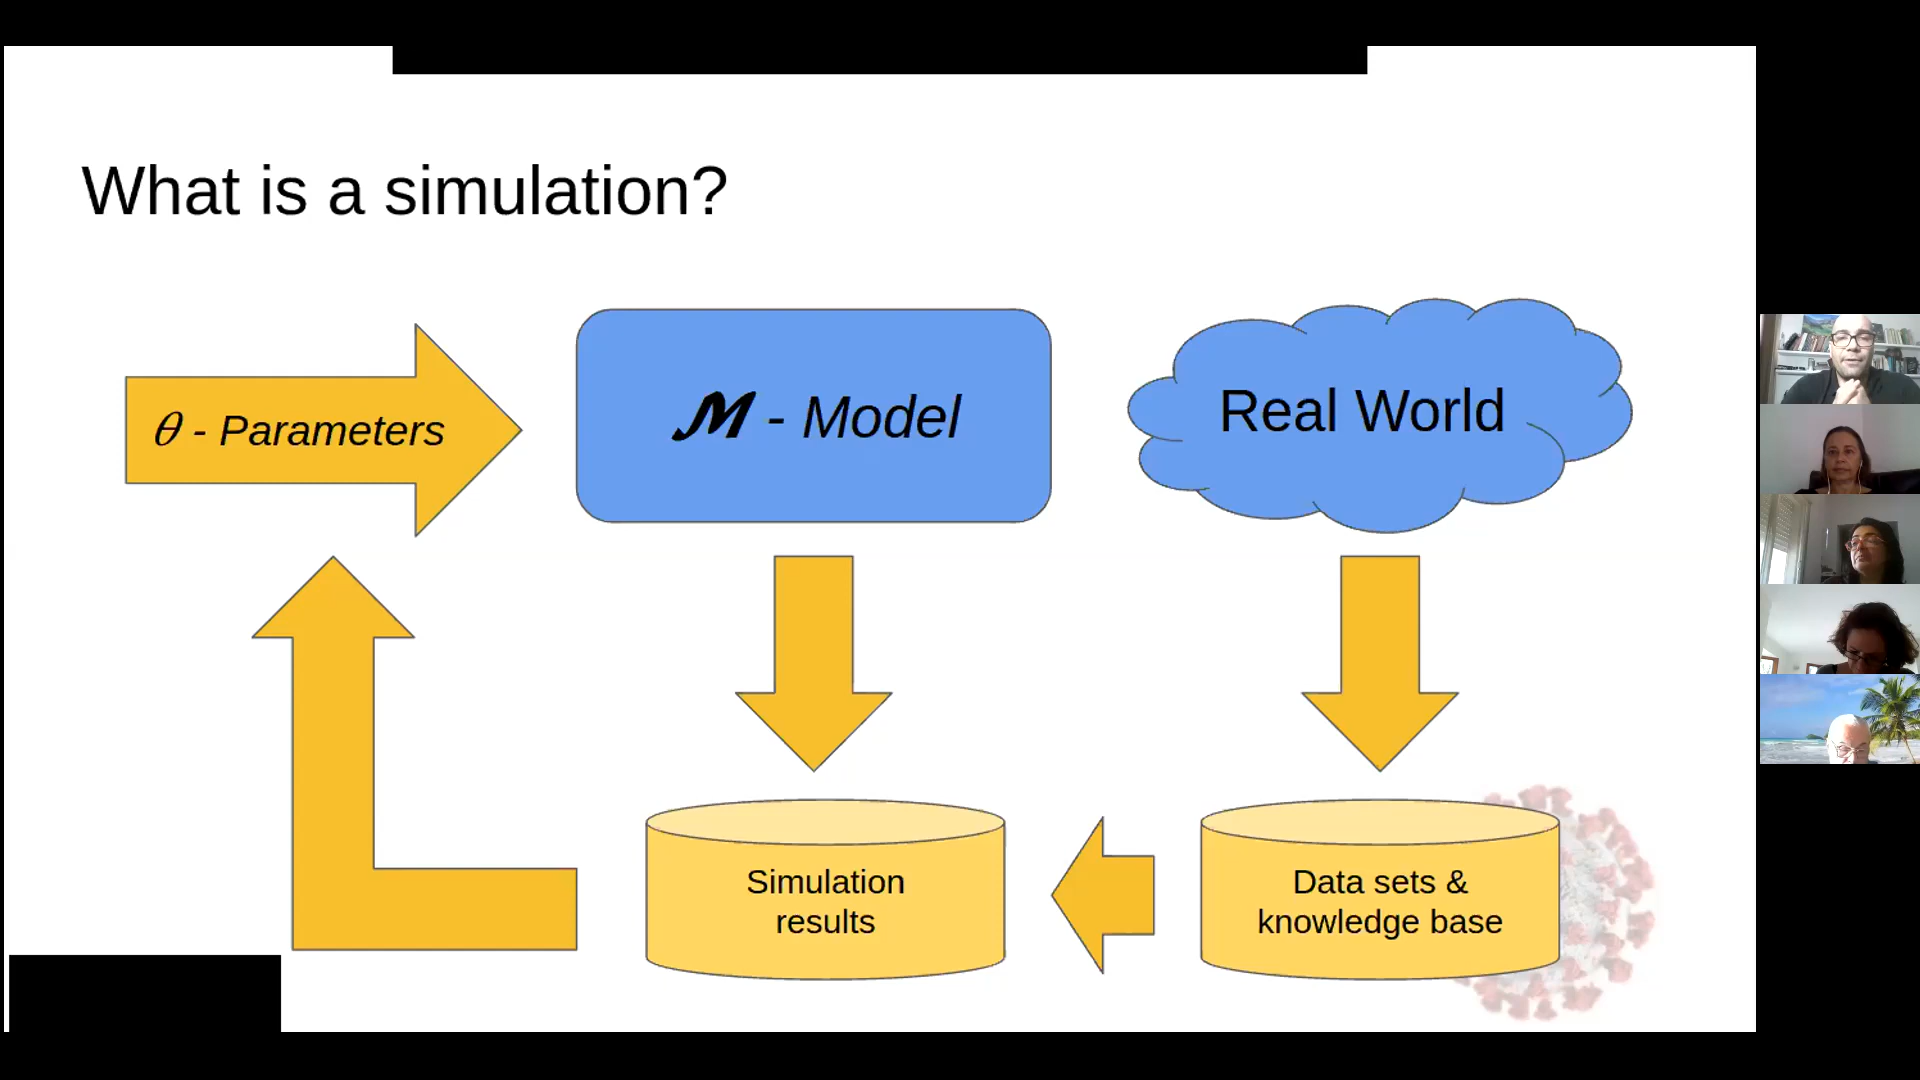 What is a simulation?
θ - Parameters
𝓜 - Model
Real World
Simulation
results
Data sets &
knowledge base